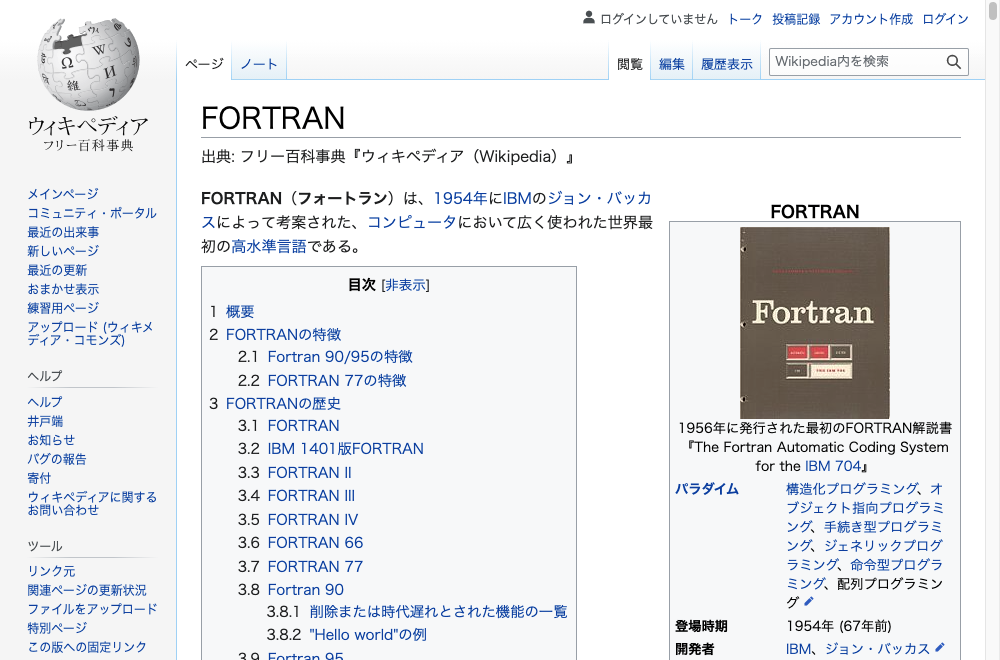 ログインしていません トーク 投稿記録 アカウント作成 ログイン
ページ ノート 閲覧 編集 履歴表示 Wikipedia内を検索
Ω W И 維
ウィキペディア
フリー百科事典
メインページ
コミュニティ・ポータル
最近の出来事
新しいページ
最近の更新
おまかせ表示
練習用ページ
アップロード (ウィキメ
ディア・コモンズ)
ヘルプ
ヘルプ
井戸端
お知らせ
バグの報告
寄付
ウィキペディアに関する
お問い合わせ
ツール
リンク元
関連ページの更新状況
ファイルをアップロード
特別ページ
この版への固定リンク
FORTRAN
出典: フリー百科事典『ウィキペディア（Wikipedia）』
FORTRAN（フォートラン）は、1954年にIBMのジョン・バッカ
スによって考案された、コンピュータにおいて広く使われた世界最
初の高水準言語である。
目次 [非表示]
1 概要
2 FORTRANの特徴
2.1 Fortran 90/95の特徴
2.2 FORTRAN 77の特徴
3 FORTRANの歴史
3.1 FORTRAN
3.2 IBM 1401版FORTRAN
3.3 FORTRAN II
3.4 FORTRAN III
3.5 FORTRAN IV
3.6 FORTRAN 66
3.7 FORTRAN 77
3.8 Fortran 90
3.8.1 削除または時代遅れとされた機能の一覧
3.8.2 "Hello world"の例
3.9 Fortran 95
FORTRAN
Fortran
1956年に発行された最初のFORTRAN解説書
『The Fortran Automatic Coding System
for the IBM 704』
パラダイム 構造化プログラミング、オ
ブジェクト指向プログラミ
ング、手続き型プログラミ
ング、ジェネリックプログ
ラミング、命令型プログラ
ミング、配列プログラミン
グ
登場時期 1954年 (67年前)
開発者 IBM、ジョン・バッカス